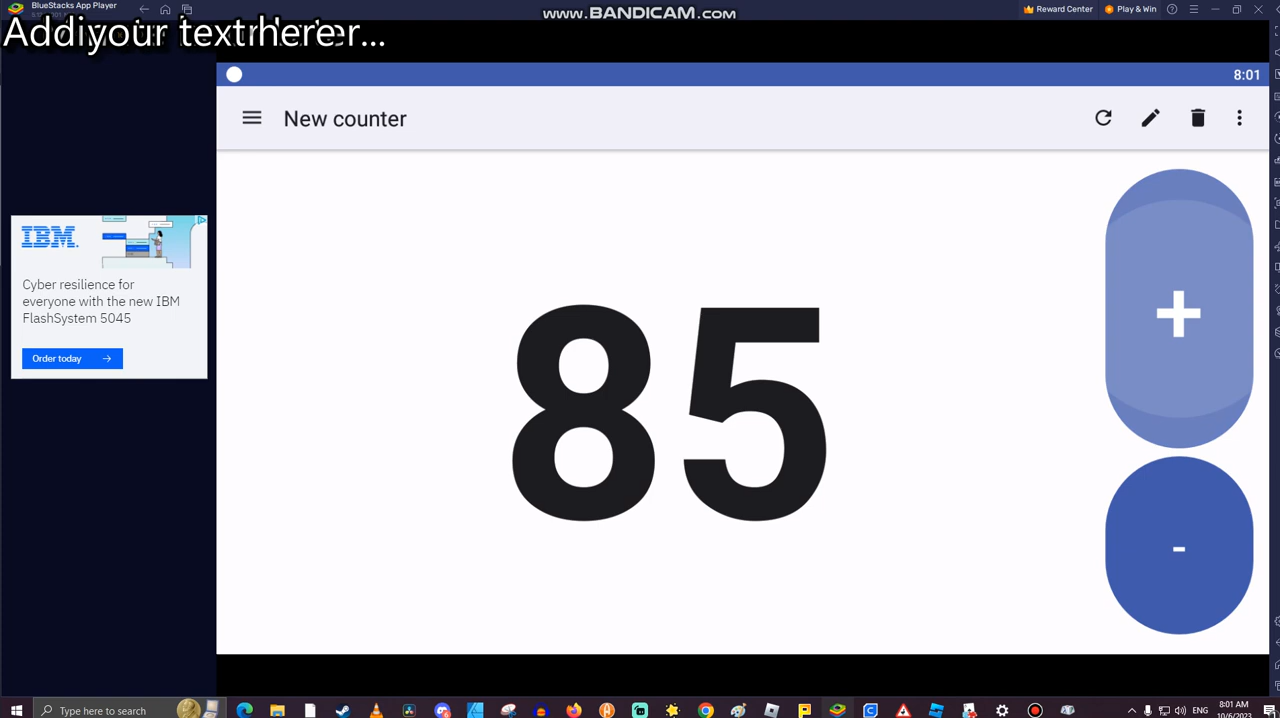 BlueStacks App Player
www.BANDICAM.com
Reward Center
Play & Win
8:01
New counter
IBM
Cyber resilience for
everyone with the new IBM
FlashSystem 5045
Order today
85
+
-
Type here to search
ENG
8:01 AM
10/6/2023